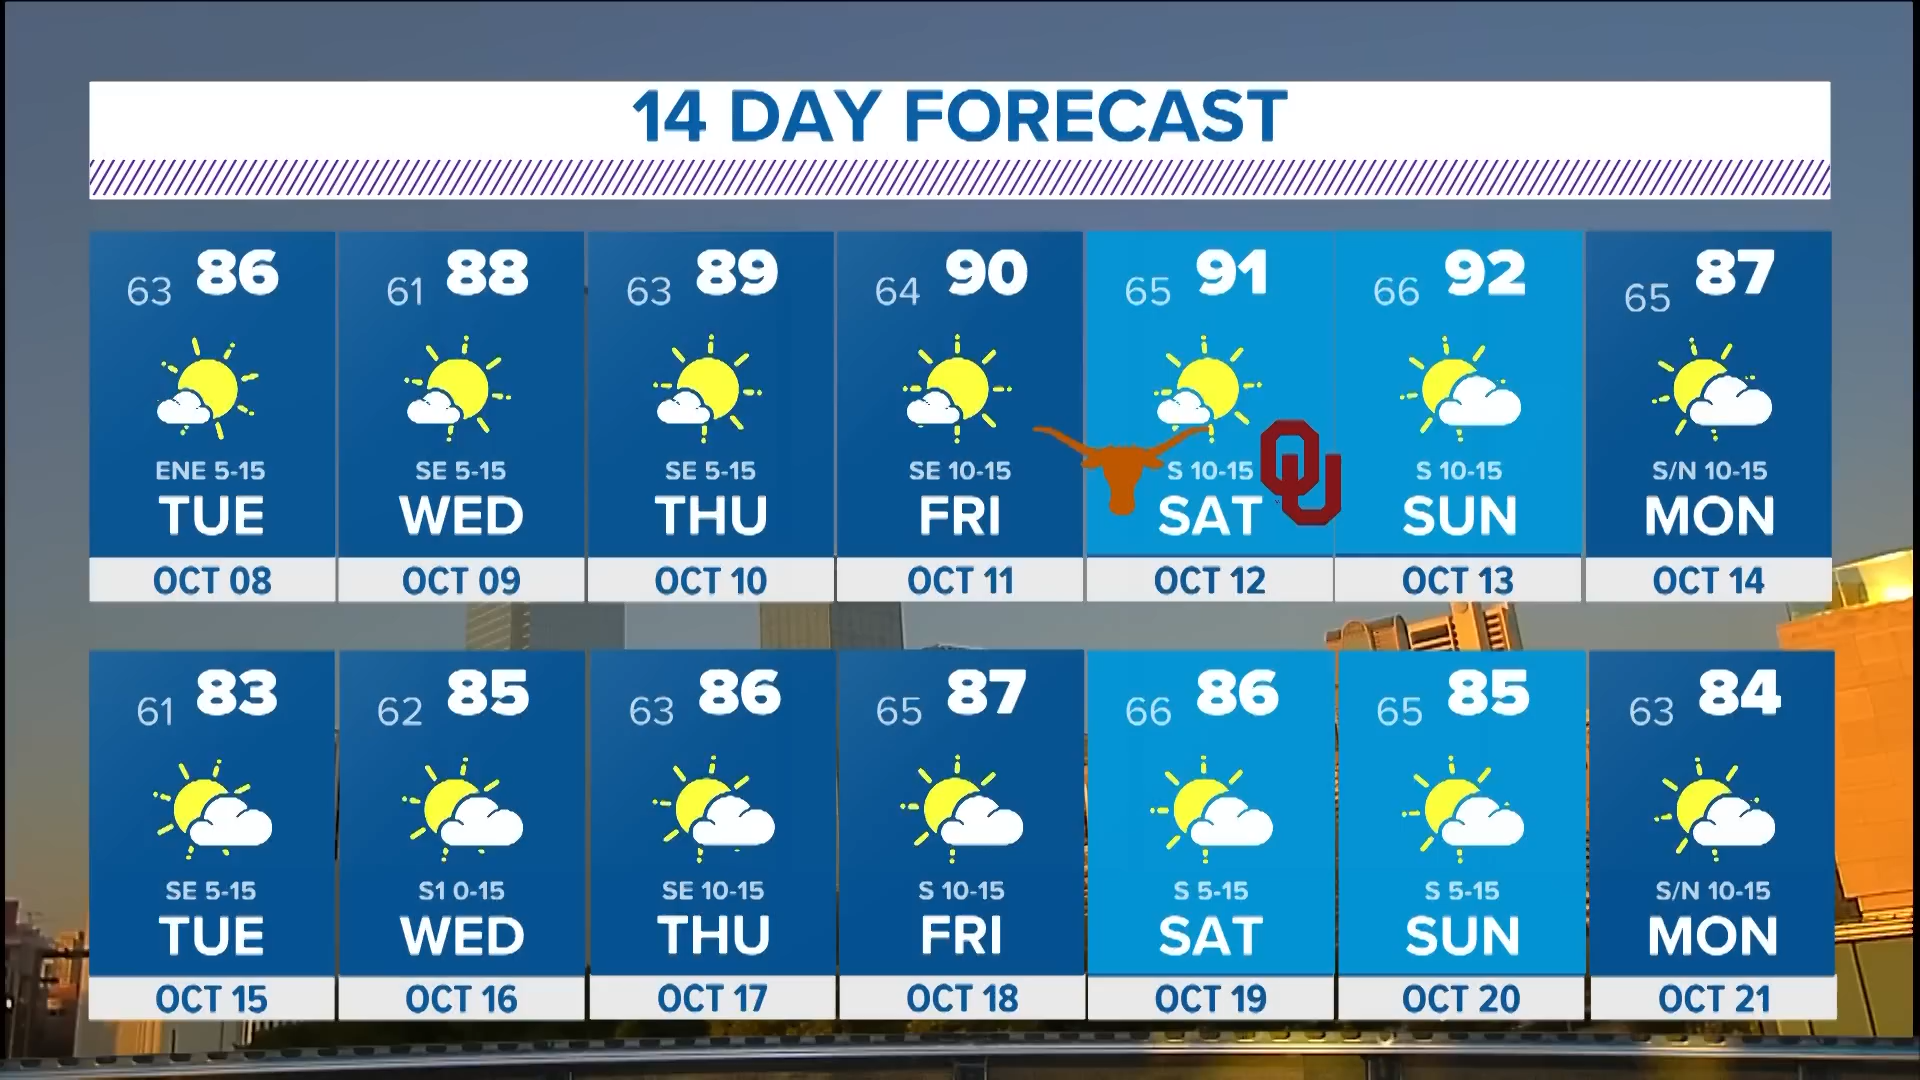 14 DAY FORECAST
63 86
ENE 5-15
TUE
OCT 08
61 88
SE 5-15
WED
OCT 09
63 89
SE 5-15
THU
OCT 10
64 90
SE 10-15
FRI
OCT 11
65 91
S 10-15
SAT
OU
OCT 12
66 92
S 10-15
SUN
OCT 13
65 87
S/N 10-15
MON
OCT 14
61 83
SE 5-15
TUE
OCT 15
62 85
S1 0-15
WED
OCT 16
63 86
SE 10-15
THU
OCT 17
65 87
S 10-15
FRI
OCT 18
66 86
S 5-15
SAT
OCT 19
65 85
S 5-15
SUN
OCT 20
63 84
S/N 10-15
MON
OCT 21